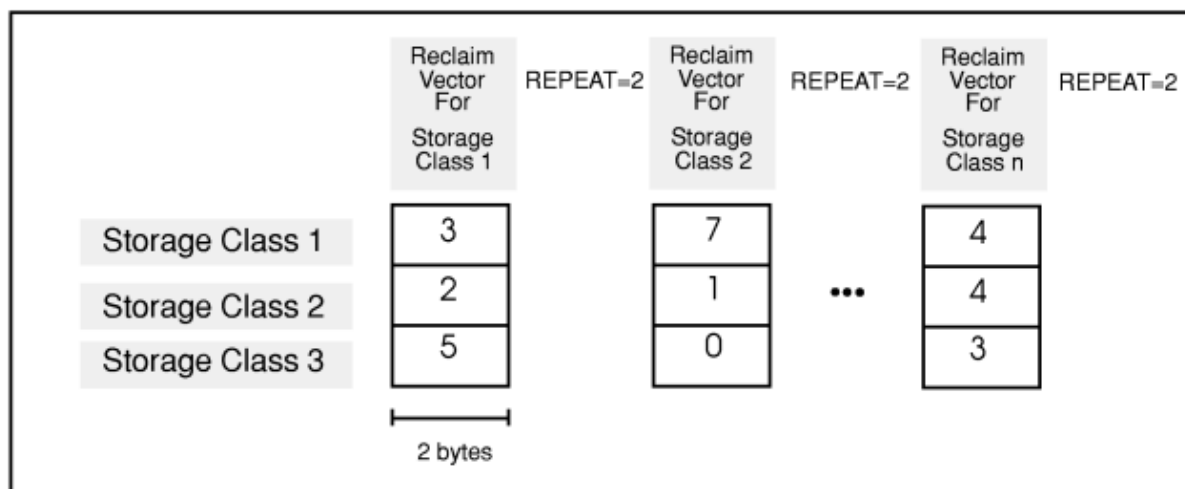 Reclaim
Vector
For
Storage
Class 1
REPEAT=2
Reclaim
Vector
For
Storage
Class 2
REPEAT=2
Reclaim
Vector
For
Storage
Class n
REPEAT=2
Storage Class 1
3
7
4
Storage Class 2
2
1
•••
4
Storage Class 3
5
0
3
2 bytes